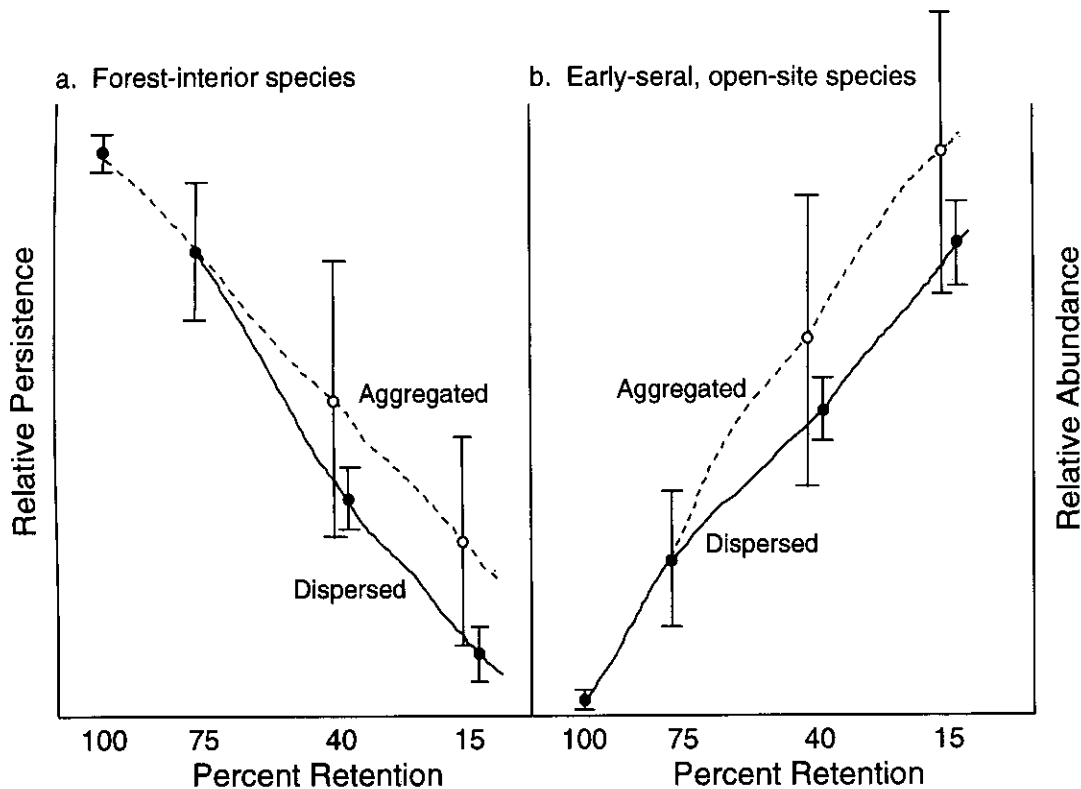 a. Forest-interior species
b. Early-seral, open-site species
Relative Persistence
Aggregated
Dispersed
Aggregated
Dispersed
Relative Abundance
100 75 40 15
100 75 40 15
Percent Retention
Percent Retention